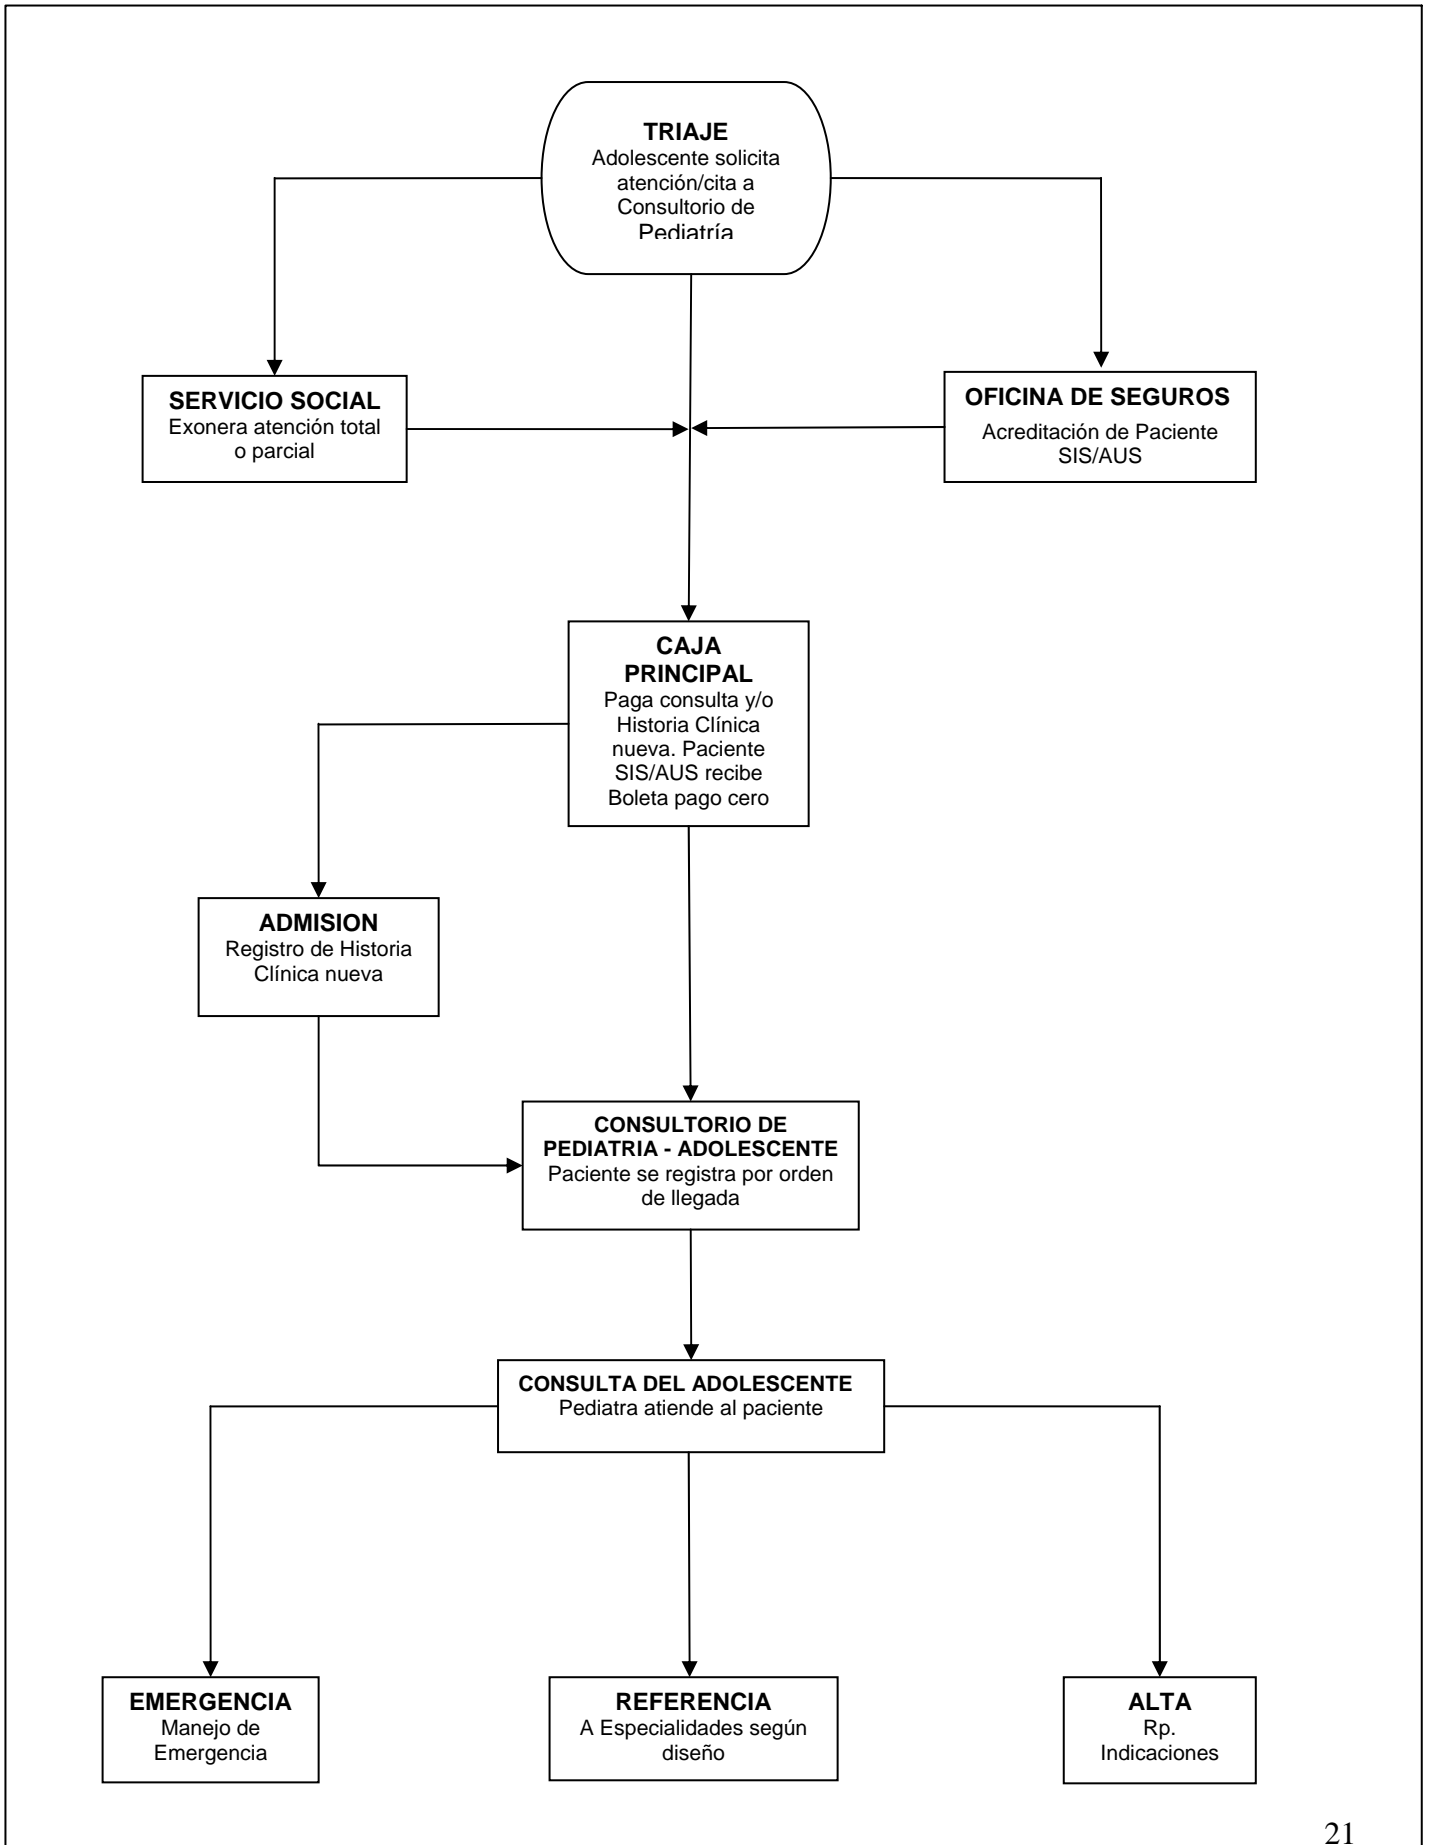 TRIAJE
Adolescente solicita
atención/cita a
Consultorio de
Pediatría
SERVICIO SOCIAL
Exonera atención total
o parcial
OFICINA DE SEGUROS
Acreditación de Paciente
SIS/AUS
CAJA
PRINCIPAL
Paga consulta y/o
Historia Clínica
nueva. Paciente
SIS/AUS recibe
Boleta pago cero
ADMISION
Registro de Historia
Clínica nueva
CONSULTORIO DE
PEDIATRIA - ADOLESCENTE
Paciente se registra por orden
de llegada
CONSULTA DEL ADOLESCENTE
Pediatra atiende al paciente
EMERGENCIA
Manejo de
Emergencia
REFERENCIA
A Especialidades según
diseño
ALTA
Rp.
Indicaciones
21